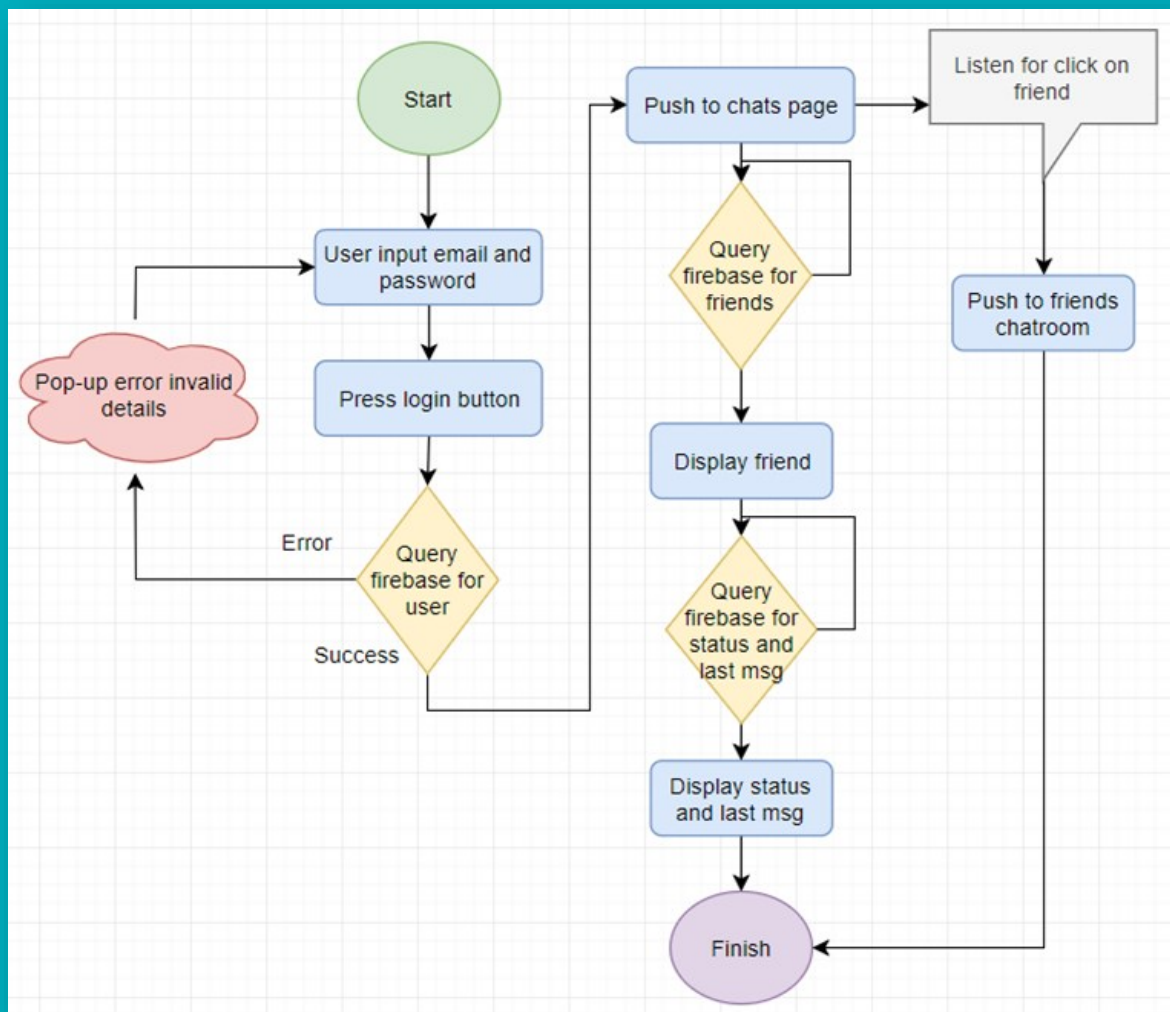 Start
User input email and
password
Press login button
Query
firebase for
user
Error
Pop-up error invalid
details
Success
Push to chats page
Query
firebase for
friends
Display friend
Query
firebase for
status and
last msg
Display status
and last msg
Listen for click on
friend
Push to friends
chatroom
Finish